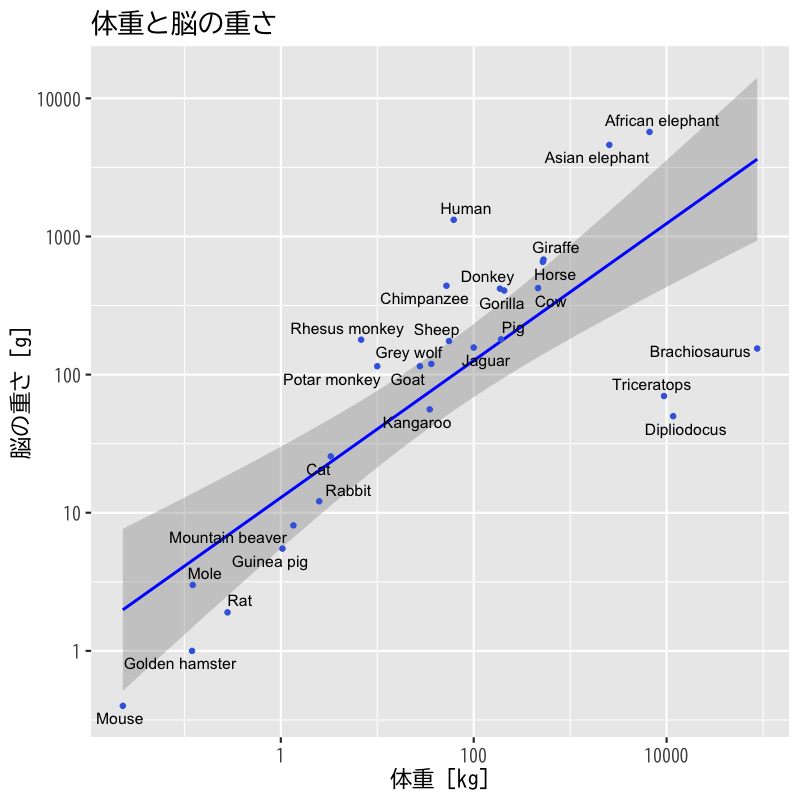 体重と脳の重さ
10000
African elephant
Asian elephant
Human
1000
Giraffe
Donkey
Horse
Chimpanzee
Gorilla
Cow
Rhesus monkey
Sheep
Pig
Grey wolf
Jaguar
Brachiosaurus
100
Potar monkey
Goat
Triceratops
Kangaroo
Dipliodocus
Cat
Rabbit
10
Mountain beaver
Guinea pig
Mole
Rat
1
Golden hamster
Mouse
脳の重さ [g]
1
100
10000
体重 [kg]